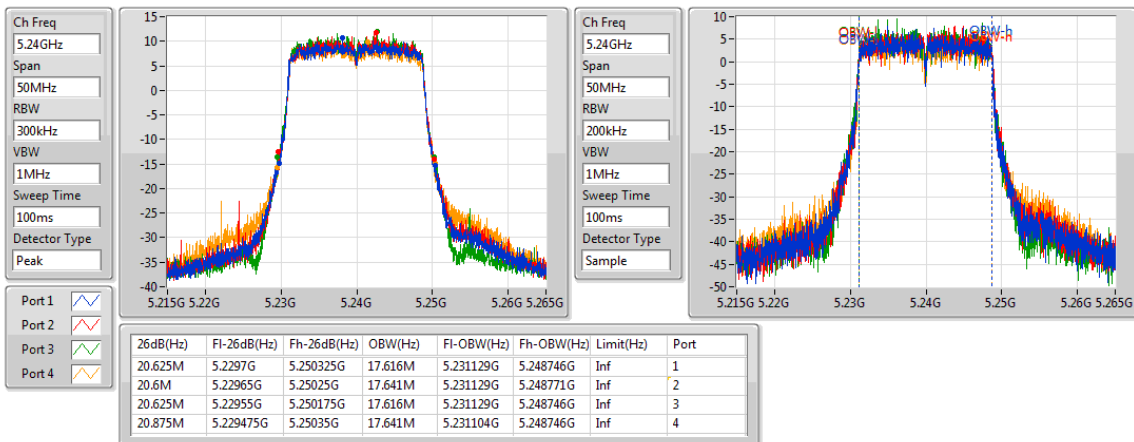 Ch Freq
5.24GHz
Span
50MHz
RBW
300kHz
VBW
1MHz
Sweep Time
100ms
Detector Type
Peak
15
10
5
0
-5
-10
-15
-20
-25
-30
-35
-40
5.215G 5.22G 5.23G 5.24G 5.25G 5.26G 5.265G
Ch Freq
5.24GHz
Span
50MHz
RBW
200kHz
VBW
1MHz
Sweep Time
100ms
Detector Type
Sample
10
5
0
-5
-10
-15
-20
-25
-30
-35
-40
-45
-50
OBW-h
5.215G 5.22G 5.23G 5.24G 5.25G 5.26G 5.265G
Port 1
Port 2
Port 3
Port 4
26dB(Hz) Fl-26dB(Hz) Fh-26dB(Hz) OBW(Hz) Fl-OBW(Hz) Fh-OBW(Hz) Limit(Hz) Port
20.625M 5.2297G 5.250325G 17.616M 5.231129G 5.248746G Inf 1
20.6M 5.22965G 5.25025G 17.641M 5.231129G 5.248771G Inf 2
20.625M 5.22955G 5.250175G 17.616M 5.231129G 5.248746G Inf 3
20.875M 5.229475G 5.25035G 17.641M 5.231104G 5.248746G Inf 4